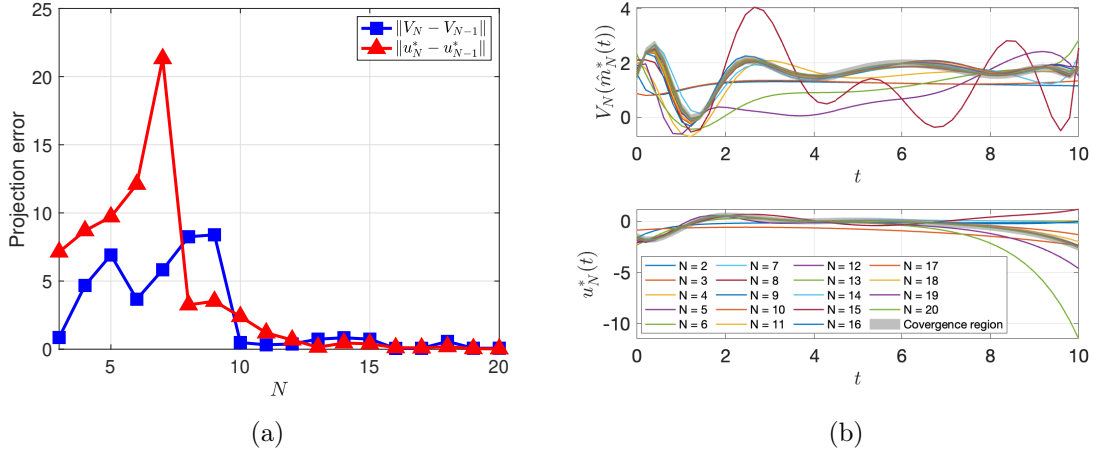 ‖V_N − V_{N−1}‖
‖u*_N − u*_{N−1}‖
Projection error
25
20
15
10
5
0
5 10 15 20
N
(a)
V_N(m̂*_N(t))
4
2
0
0 2 4 6 8 10
t
u*_N(t)
0
-5
-10
N = 2 N = 7 N = 12 N = 17
N = 3 N = 8 N = 13 N = 18
N = 4 N = 9 N = 14 N = 19
N = 5 N = 10 N = 15 N = 20
N = 6 N = 11 N = 16 Covergence region
0 2 4 6 8 10
t
(b)